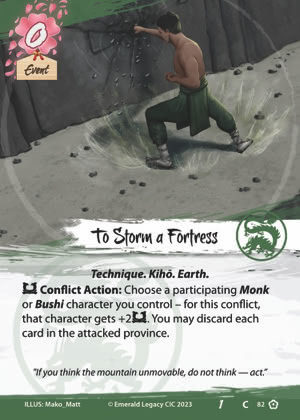 0
Event
To Storm a Fortress
Technique. Kihō. Earth.
Conflict Action: Choose a participating Monk
or Bushi character you control – for this conflict,
that character gets +2. You may discard each
card in the attacked province.
"If you think the mountain unmovable, do not think — act."
ILLUS: Mako_Matt © Emerald Legacy CIC 2023 1 C 82